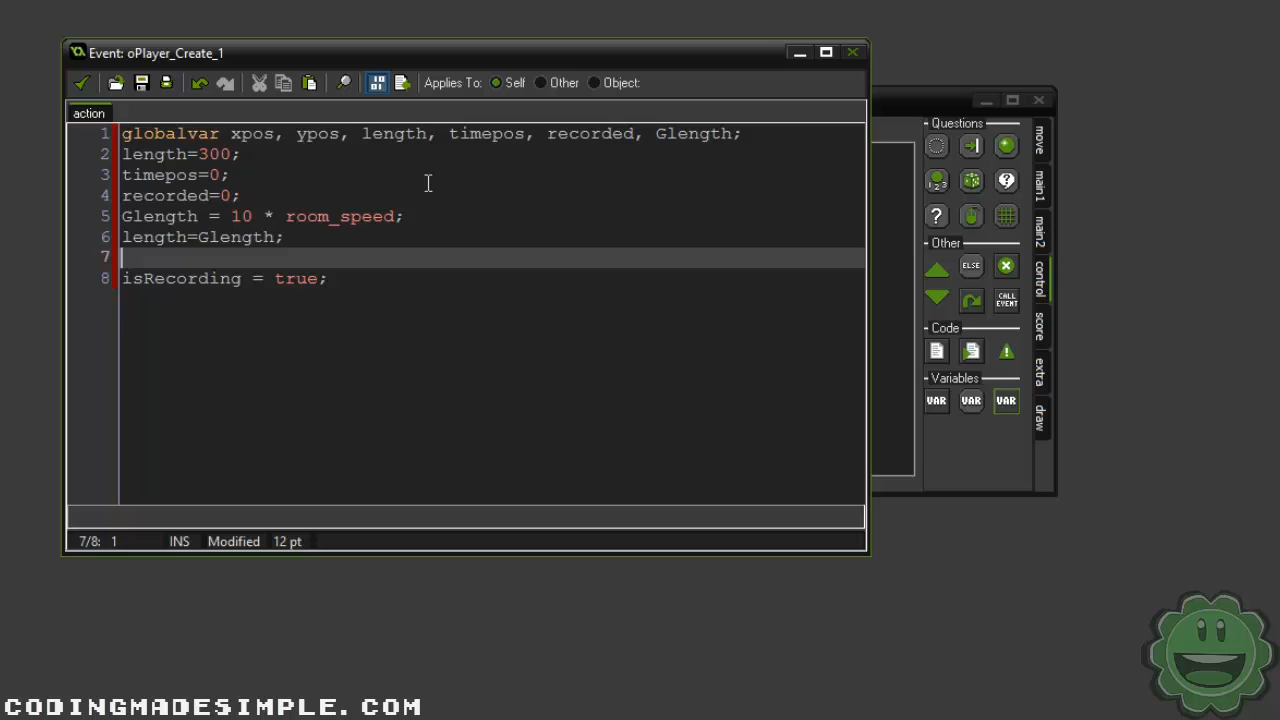 Event: oPlayer_Create_1
Applies To: Self Other Object:
action
1 globalvar xpos, ypos, length, timepos, recorded, Glength;
2 length=300;
3 timepos=0;
4 recorded=0;
5 Glength = 10 * room_speed;
6 length=Glength;
7
8 isRecording = true;
7/8: 1 INS Modified 12 pt
Questions
1 2 3
?
?
Other
ELSE
CALL EVENT
Code
!
Variables
VAR VAR VAR
move
main1
main2
control
score
extra
draw
CODINGMADESIMPLE. COM